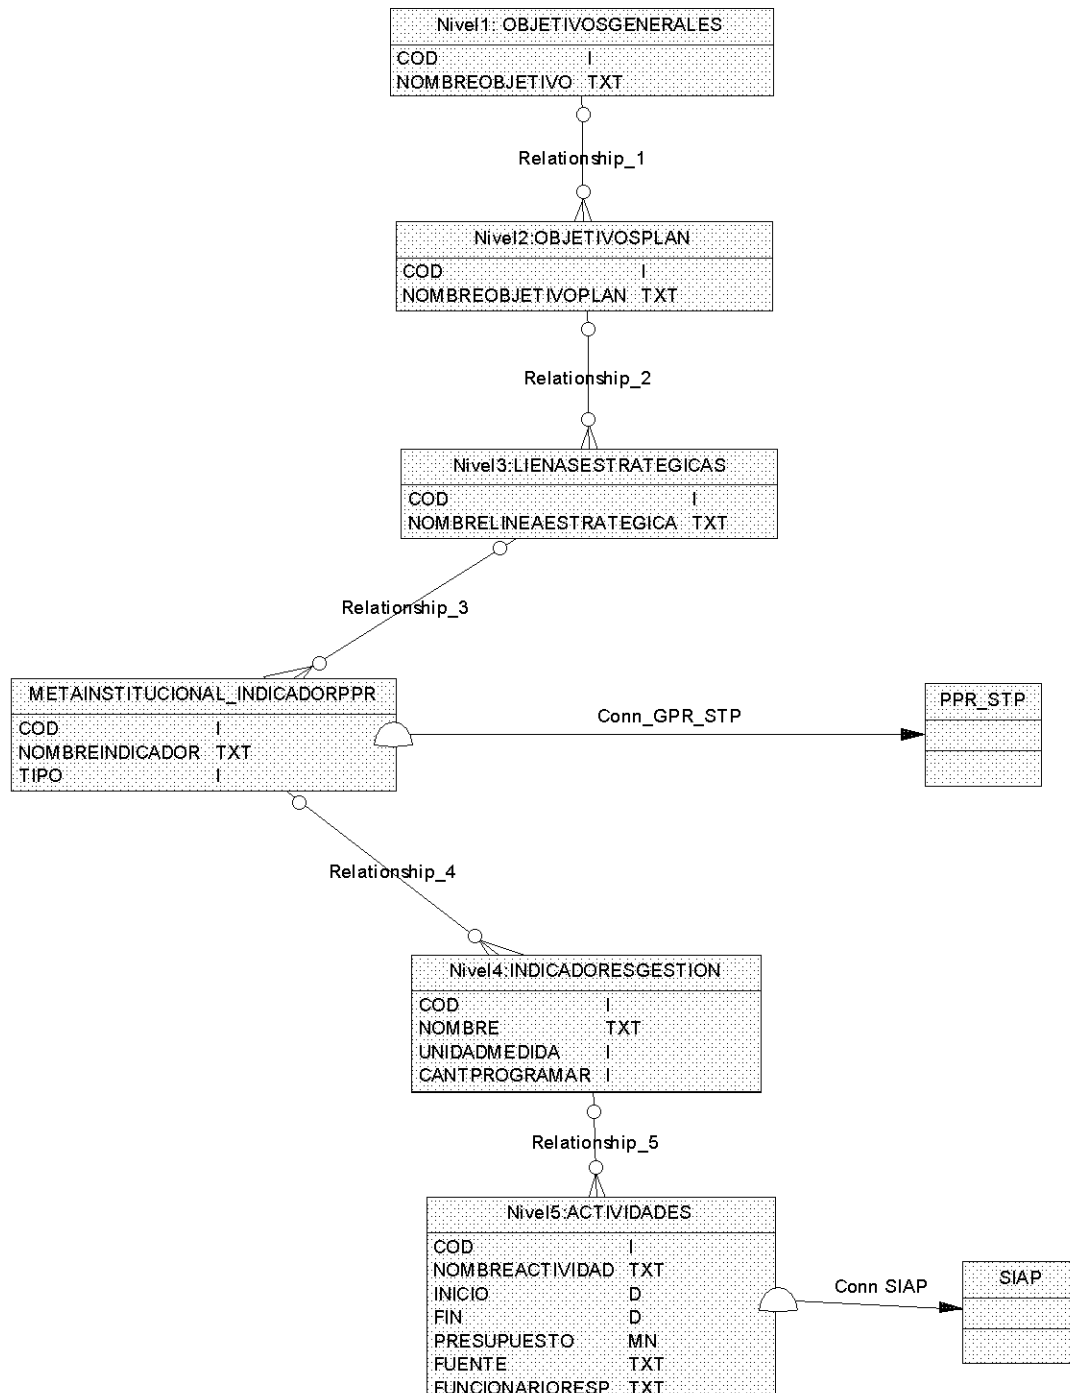 Nivel1: OBJETIVOSGENERALES
COD I
NOMBREOBJETIVO TXT
Relationship_1
Nivel2:OBJETIVOSPLAN
COD I
NOMBREOBJETIVOPLAN TXT
Relationship_2
Nivel3:LIENASESTRATEGICAS
COD I
NOMBRELINEAESTRATEGICA TXT
Relationship_3
METAINSTITUCIONAL_INDICADORPPR
COD I
NOMBREINDICADOR TXT
TIPO I
Conn_GPR_STP
PPR_STP
Relationship_4
Nivel4:INDICADORESGESTION
COD I
NOMBRE TXT
UNIDADMEDIDA I
CANTPROGRAMAR I
Relationship_5
Nivel5:ACTIVIDADES
COD I
NOMBREACTIVIDAD TXT
INICIO D
FIN D
PRESUPUESTO MN
FUENTE TXT
FUNCIONARIORESP TXT
Conn SIAP
SIAP